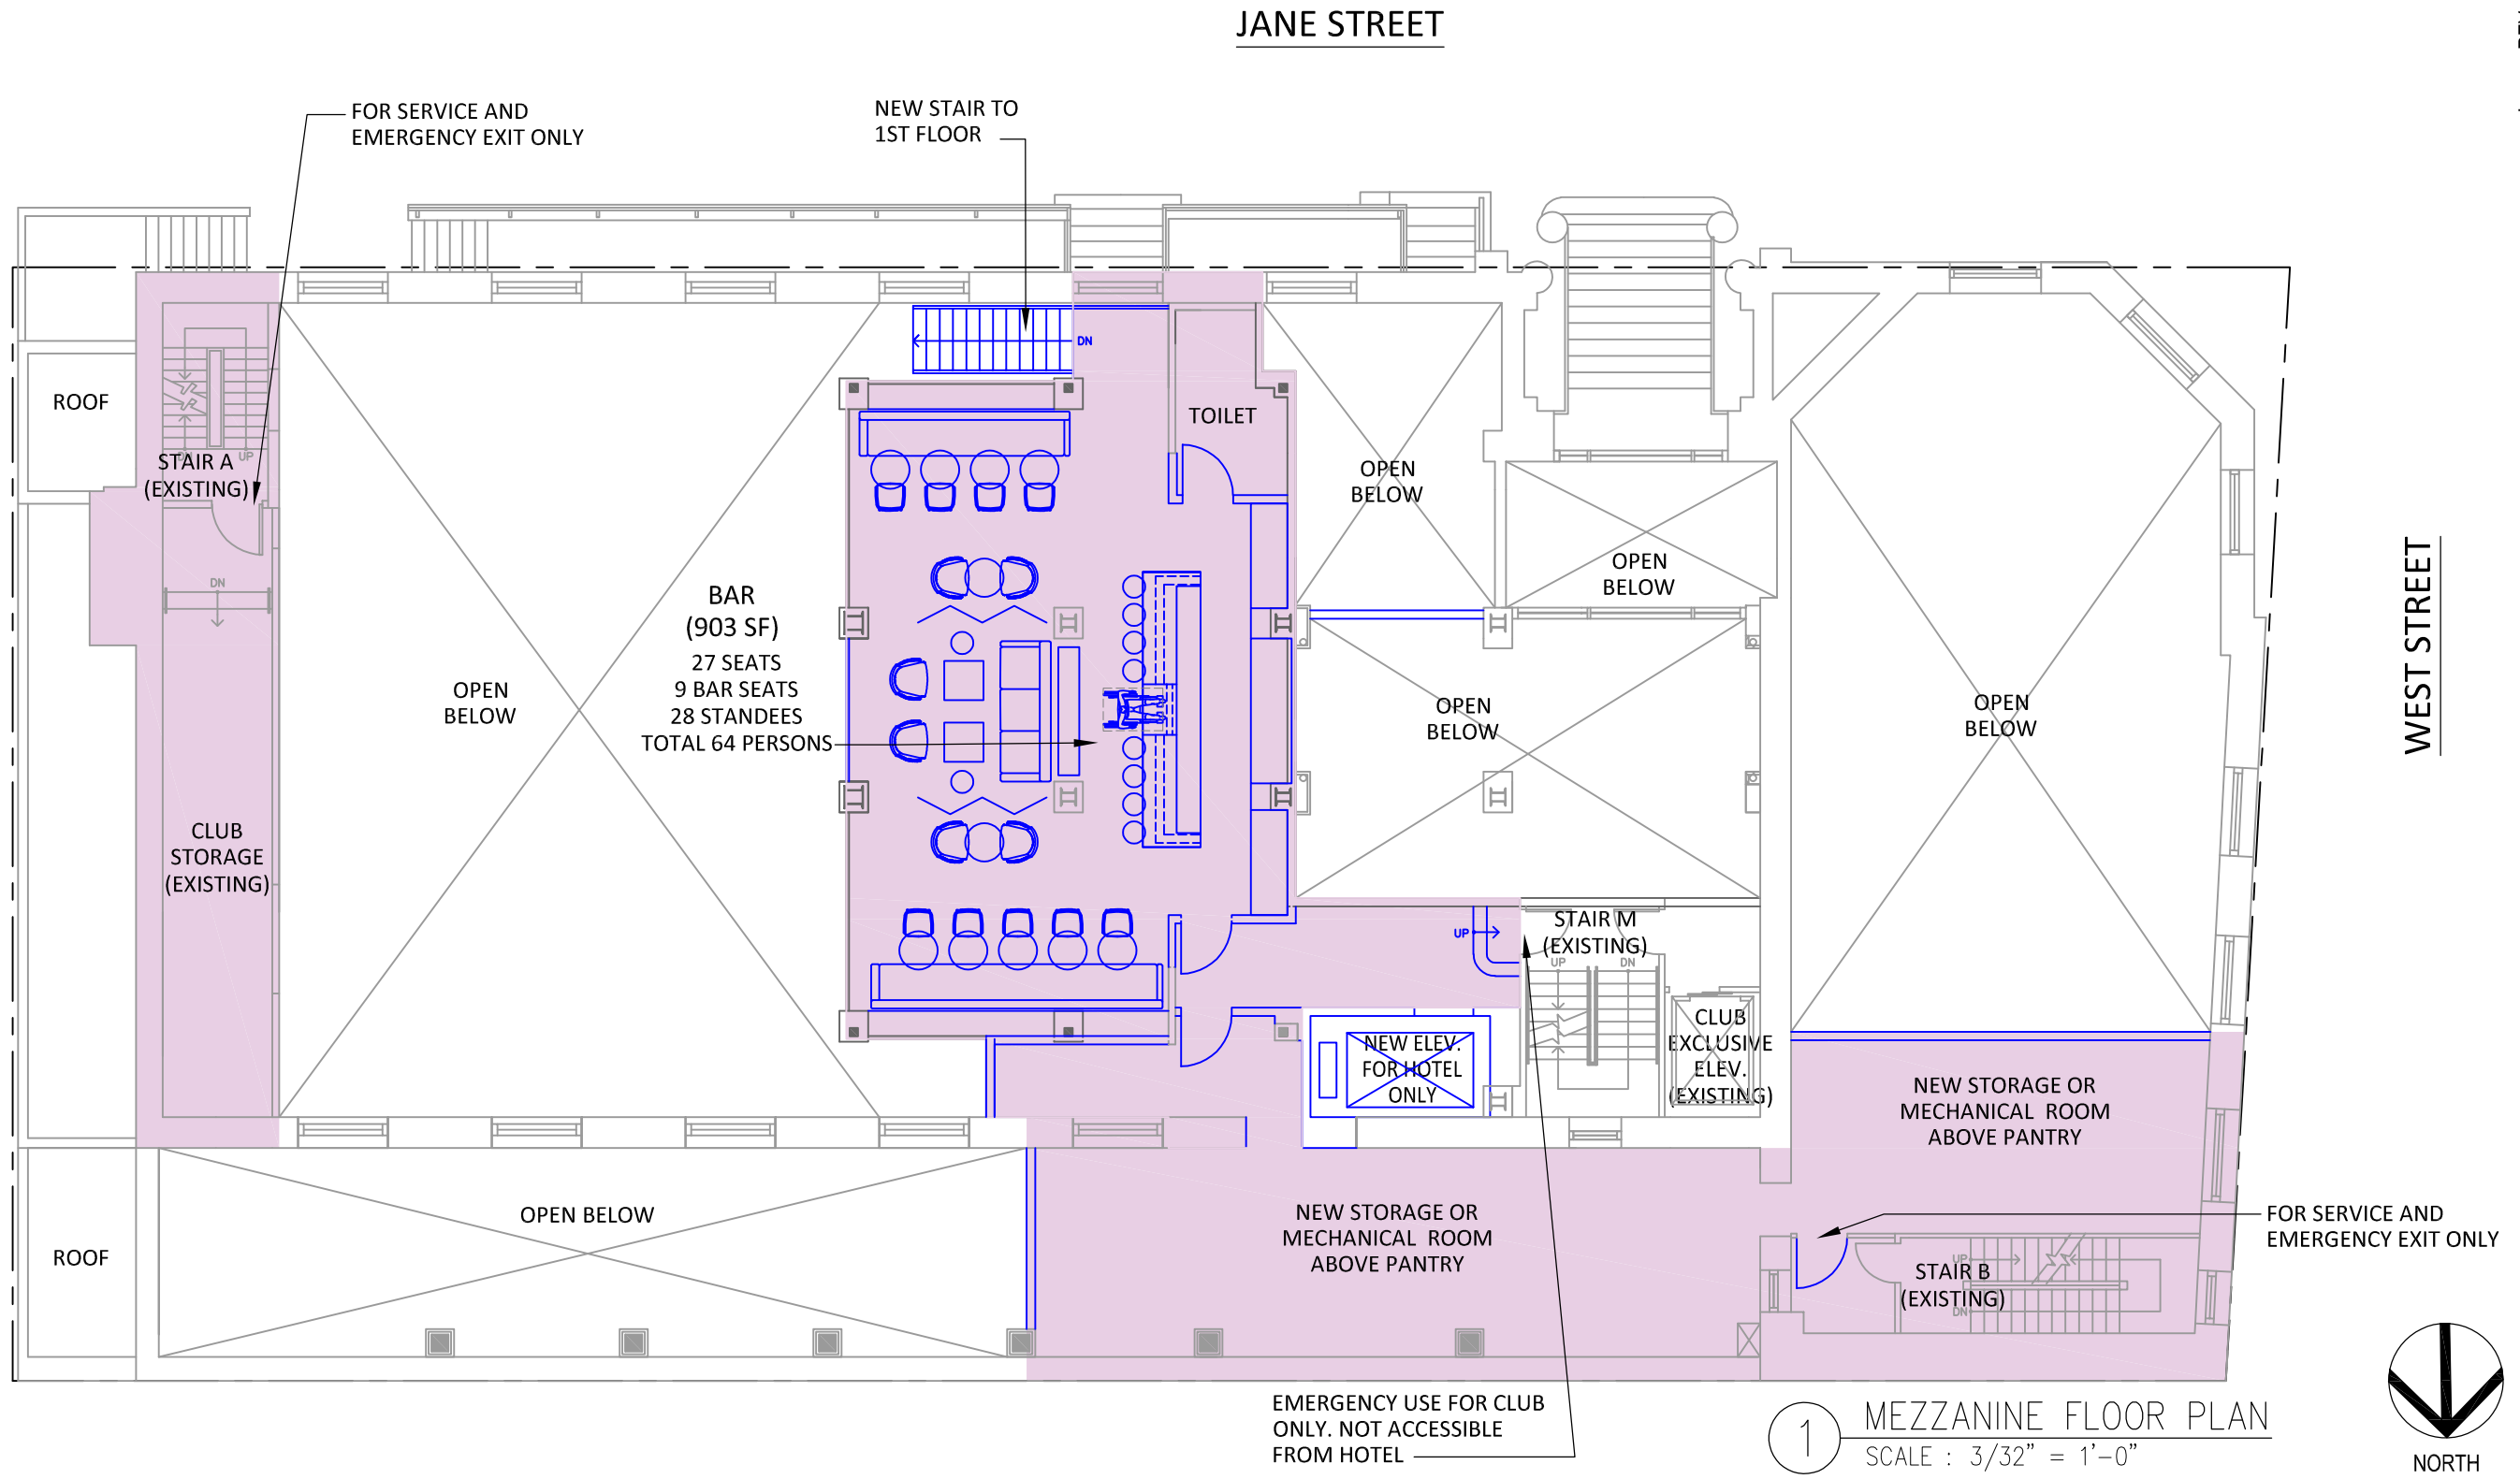 JANE STREET
FOR SERVICE AND
EMERGENCY EXIT ONLY
NEW STAIR TO
1ST FLOOR
DN
ROOF
TOILET
STAIR A
(EXISTING)
DN
UP
DN
OPEN
BELOW
OPEN
BELOW
WEST STREET
BAR
(903 SF)
27 SEATS
9 BAR SEATS
28 STANDEES
TOTAL 64 PERSONS
OPEN
BELOW
OPEN
BELOW
OPEN
BELOW
CLUB
STORAGE
(EXISTING)
STAIR M
(EXISTING)
UP
UP
DN
NEW ELEV.
FOR HOTEL
ONLY
CLUB
EXCLUSIVE
ELEV.
(EXISTING)
NEW STORAGE OR
MECHANICAL ROOM
ABOVE PANTRY
OPEN BELOW
ROOF
NEW STORAGE OR
MECHANICAL ROOM
ABOVE PANTRY
FOR SERVICE AND
EMERGENCY EXIT ONLY
UP
STAIR B
(EXISTING)
DN
EMERGENCY USE FOR CLUB
ONLY. NOT ACCESSIBLE
FROM HOTEL
1
MEZZANINE FLOOR PLAN
SCALE : 3/32" = 1'-0"
NORTH